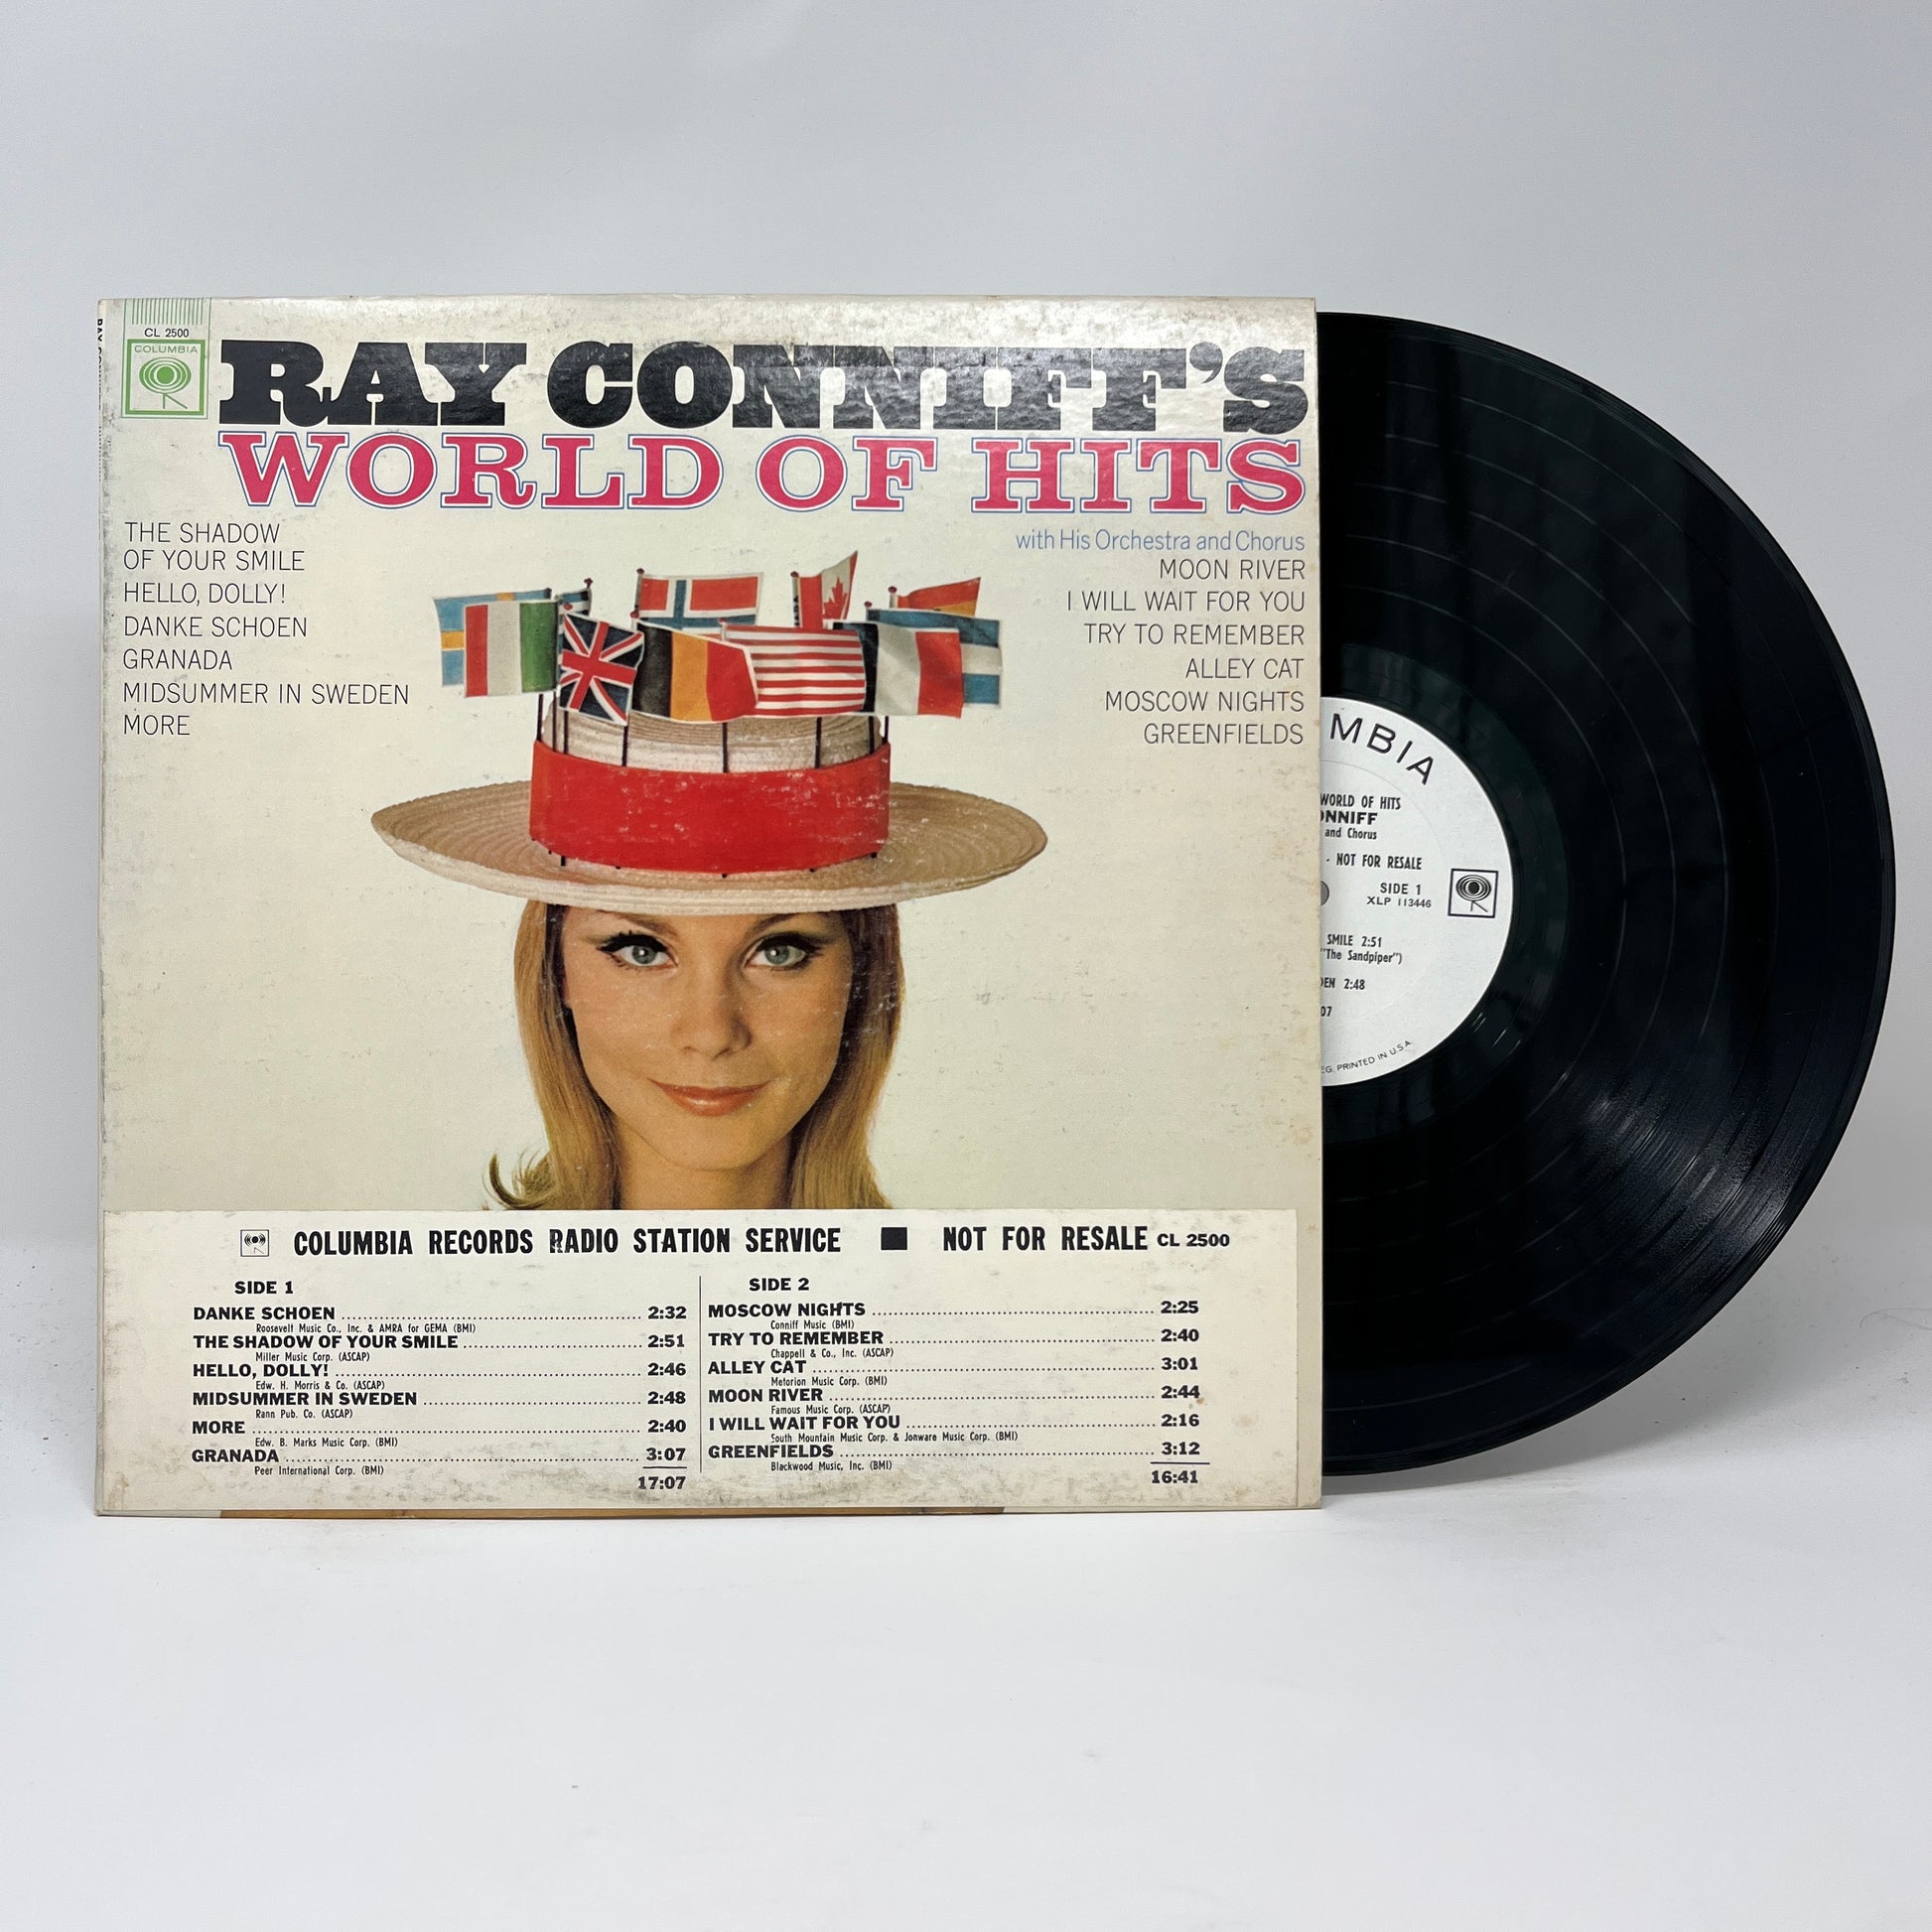 CL 2500
COLUMBIA
RAY CONNIFF'S
WORLD OF HITS
with His Orchestra and Chorus
THE SHADOW
OF YOUR SMILE
HELLO, DOLLY!
DANKE SCHOEN
GRANADA
MIDSUMMER IN SWEDEN
MORE
MOON RIVER
I WILL WAIT FOR YOU
TRY TO REMEMBER
ALLEY CAT
MOSCOW NIGHTS
GREENFIELDS
COLUMBIA RECORDS RADIO STATION SERVICE ■ NOT FOR RESALE CL 2500
SIDE 1
DANKE SCHOEN 2:32
Roosevelt Music Co., Inc. & AMRA for GEMA (BMI)
THE SHADOW OF YOUR SMILE 2:51
Miller Music Corp. (ASCAP)
HELLO, DOLLY! 2:46
Edw. H. Morris & Co. (ASCAP)
MIDSUMMER IN SWEDEN 2:48
Rann Pub. Co. (ASCAP)
MORE 2:40
Edw. B. Marks Music Corp. (BMI)
GRANADA 3:07
Peer International Corp. (BMI)
17:07
SIDE 2
MOSCOW NIGHTS 2:25
Conniff Music (BMI)
TRY TO REMEMBER 2:40
Chappell & Co., Inc. (ASCAP)
ALLEY CAT 3:01
Metorion Music Corp. (BMI)
MOON RIVER 2:44
Famous Music Corp. (ASCAP)
I WILL WAIT FOR YOU 2:16
South Mountain Music Corp. & Jonware Music Corp. (BMI)
GREENFIELDS 3:12
Blackwood Music, Inc. (BMI)
16:41
MBIA
WORLD OF HITS
ONNIFF
and Chorus
- NOT FOR RESALE
SIDE 1
XLP 113446
SMILE 2:51
"The Sandpiper")
DEN 2:48
07
EG. PRINTED IN U.S.A.